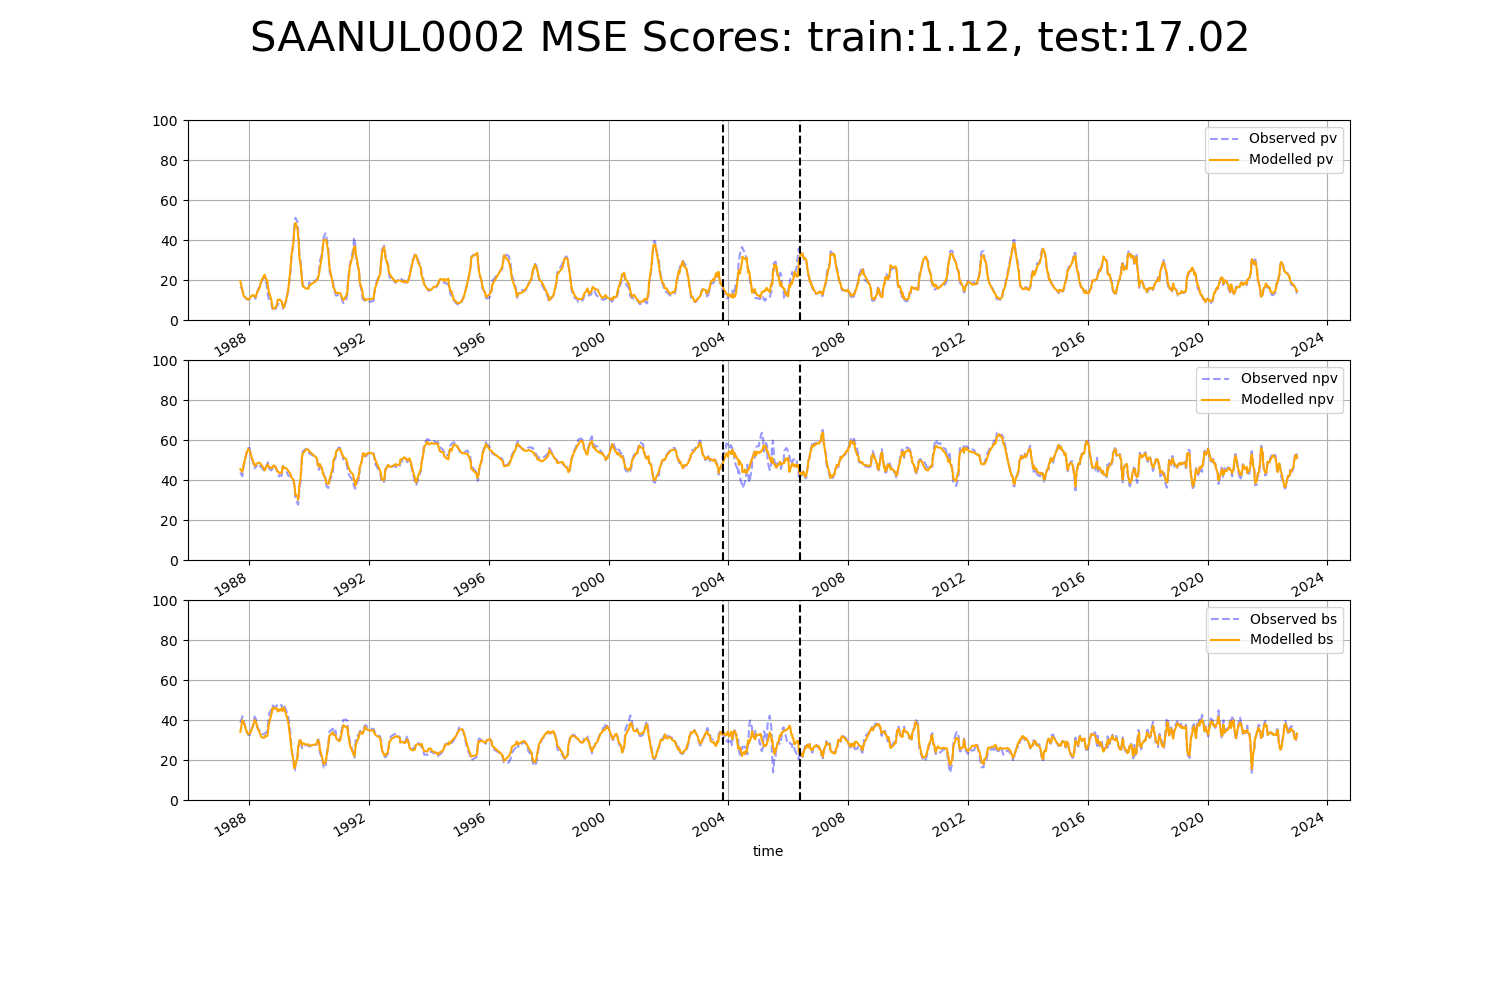 SAANUL0002 MSE Scores: train:1.12, test:17.02
100
80
60
40
20
0
Observed pv
Modelled pv
1988 1992 1996 2000 2004 2008 2012 2016 2020 2024
100
80
60
40
20
0
Observed npv
Modelled npv
1988 1992 1996 2000 2004 2008 2012 2016 2020 2024
100
80
60
40
20
0
Observed bs
Modelled bs
1988 1992 1996 2000 2004 2008 2012 2016 2020 2024
time